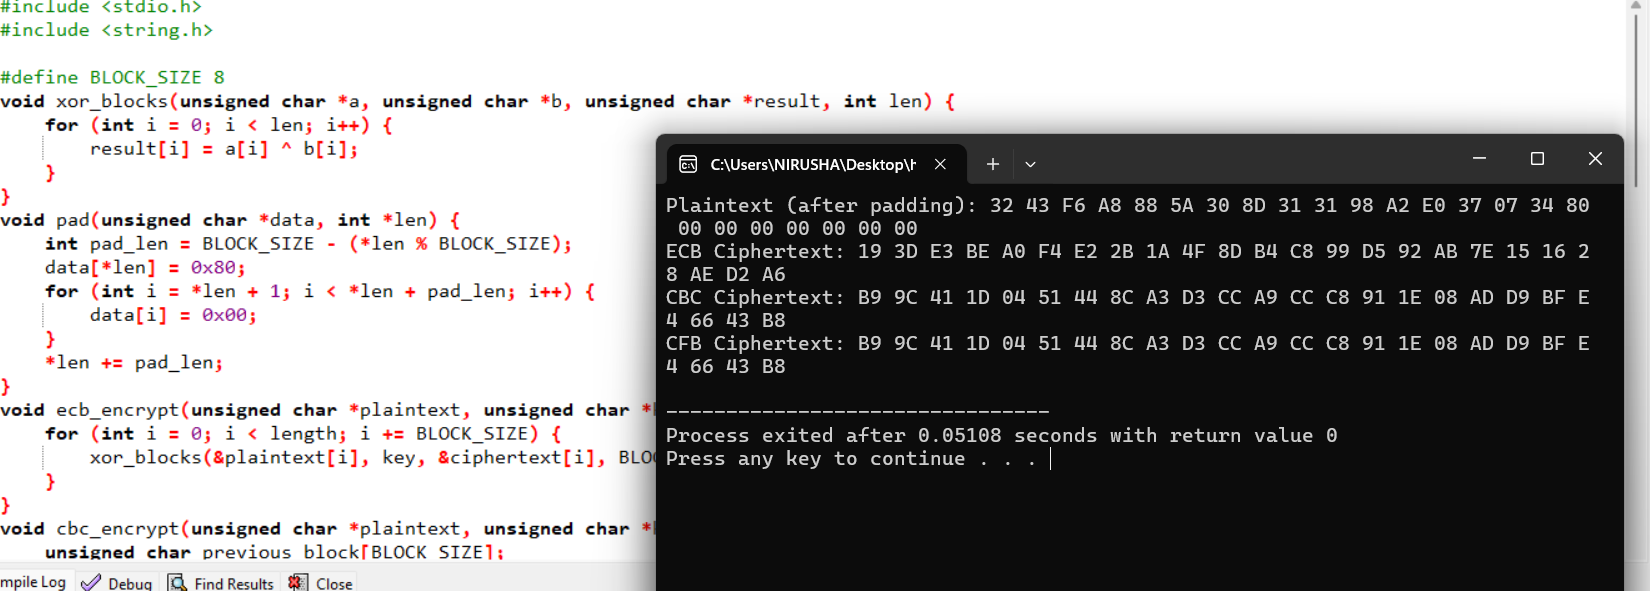 #include <stdio.h>
#include <string.h>
#define BLOCK_SIZE 8
void xor_blocks(unsigned char *a, unsigned char *b, unsigned char *result, int len) {
for (int i = 0; i < len; i++) {
result[i] = a[i] ^ b[i];
}
}
void pad(unsigned char *data, int *len) {
int pad_len = BLOCK_SIZE - (*len % BLOCK_SIZE);
data[*len] = 0x80;
for (int i = *len + 1; i < *len + pad_len; i++) {
data[i] = 0x00;
}
*len += pad_len;
}
void ecb_encrypt(unsigned char *plaintext, unsigned char *
for (int i = 0; i < length; i += BLOCK_SIZE) {
xor_blocks(&plaintext[i], key, &ciphertext[i], BLO
}
}
void cbc_encrypt(unsigned char *plaintext, unsigned char *
unsigned char previous_block[BLOCK_SIZE];
mpile Log Debug Find Results Close
C:\Users\NIRUSHA\Desktop\h
Plaintext (after padding): 32 43 F6 A8 88 5A 30 8D 31 31 98 A2 E0 37 07 34 80
00 00 00 00 00 00 00
ECB Ciphertext: 19 3D E3 BE A0 F4 E2 2B 1A 4F 8D B4 C8 99 D5 92 AB 7E 15 16 2
8 AE D2 A6
CBC Ciphertext: B9 9C 41 1D 04 51 44 8C A3 D3 CC A9 CC C8 91 1E 08 AD D9 BF E
4 66 43 B8
CFB Ciphertext: B9 9C 41 1D 04 51 44 8C A3 D3 CC A9 CC C8 91 1E 08 AD D9 BF E
4 66 43 B8
--------------------------------
Process exited after 0.05108 seconds with return value 0
Press any key to continue . . .